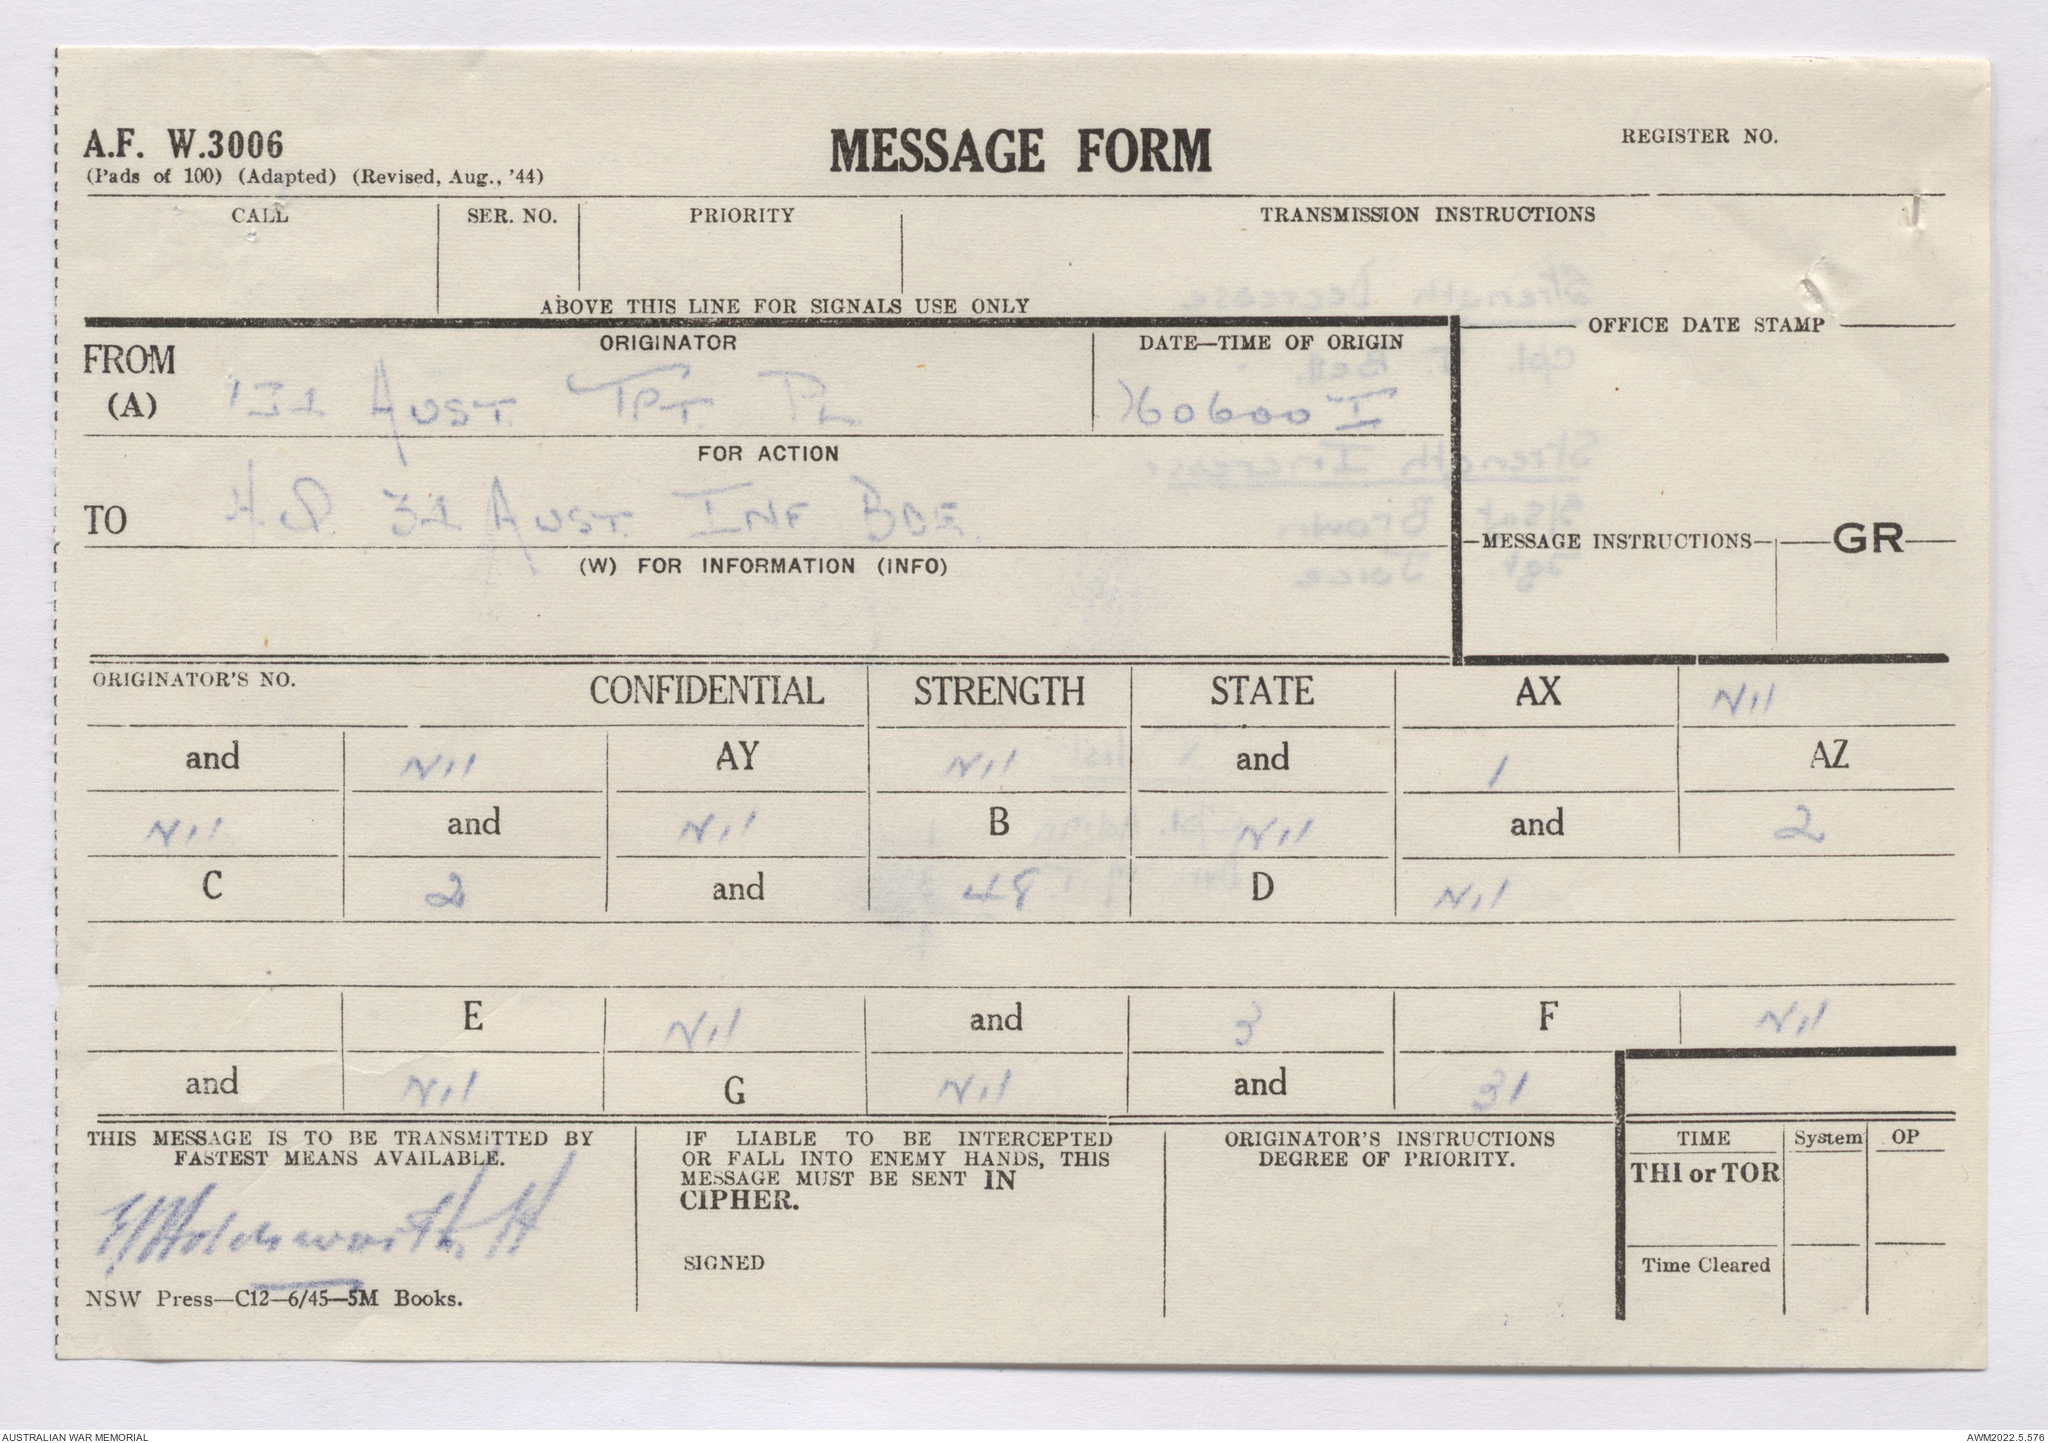 A.F. W.3006
(Pads of 100) (Adapted) (Revised, Aug., '44)
MESSAGE FORM
REGISTER NO.
CALL SER. NO. PRIORITY TRANSMISSION INSTRUCTIONS
ABOVE THIS LINE FOR SIGNALS USE ONLY
FROM (A)
ORIGINATOR
131 AUST. TPT. PL
DATE—TIME OF ORIGIN
060600 I
OFFICE DATE STAMP
FOR ACTION
TO H.Q. 31 AUST. INF BDE.
(W) FOR INFORMATION (INFO)
MESSAGE INSTRUCTIONS GR
ORIGINATOR'S NO. CONFIDENTIAL STRENGTH STATE AX Nil
and Nil AY Nil and 1 AZ
Nil and Nil B Nil and 2
C 2 and 48 D Nil
E Nil and 3 F Nil
and Nil G Nil and 31
THIS MESSAGE IS TO BE TRANSMITTED BY
FASTEST MEANS AVAILABLE.
Holdsworth Lt
NSW Press—C12—6/45—5M Books.
IF LIABLE TO BE INTERCEPTED
OR FALL INTO ENEMY HANDS, THIS
MESSAGE MUST BE SENT IN
CIPHER.
SIGNED
ORIGINATOR'S INSTRUCTIONS
DEGREE OF PRIORITY.
TIME System OP
THI or TOR
Time Cleared
AUSTRALIAN WAR MEMORIAL
AWM2022.5.576